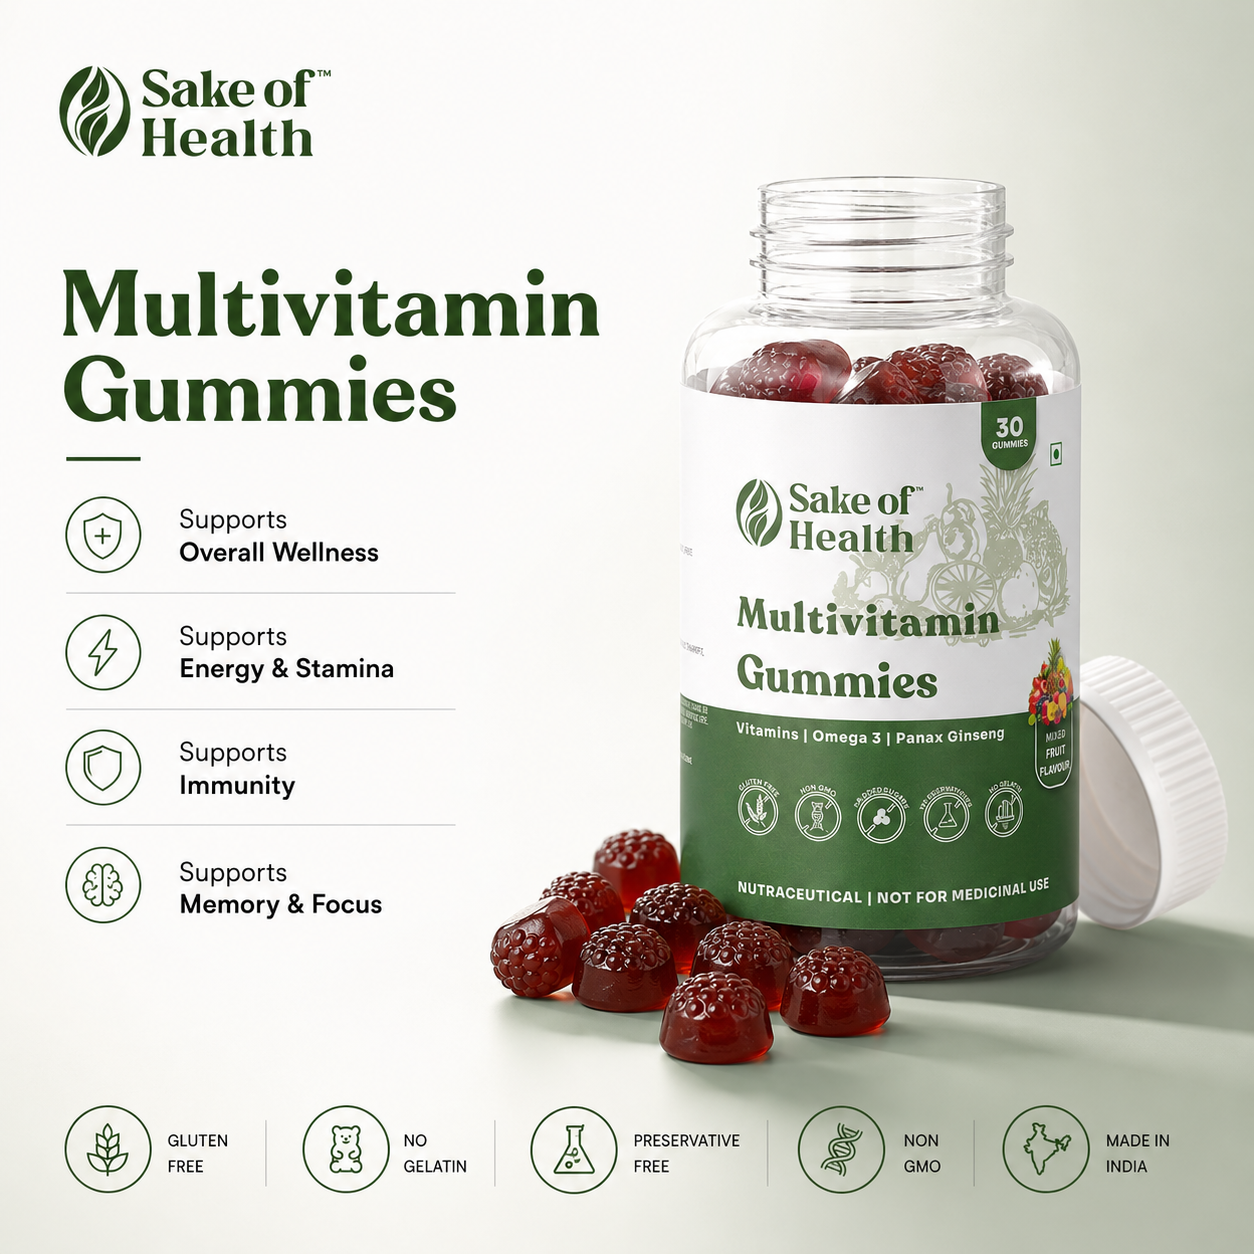 Sake of™
Health
Multivitamin
Gummies
Supports
Overall Wellness
Supports
Energy & Stamina
Supports
Immunity
Supports
Memory & Focus
30
GUMMIES
Sake of™
Health
Multivitamin
Gummies
Vitamins | Omega 3 | Panax Ginseng
MIXED
FRUIT
FLAVOUR
GLUTEN FREE
NON GMO
NO GELATIN
NUTRACEUTICAL | NOT FOR MEDICINAL USE
GLUTEN
FREE
NO
GELATIN
PRESERVATIVE
FREE
NON
GMO
MADE IN
INDIA